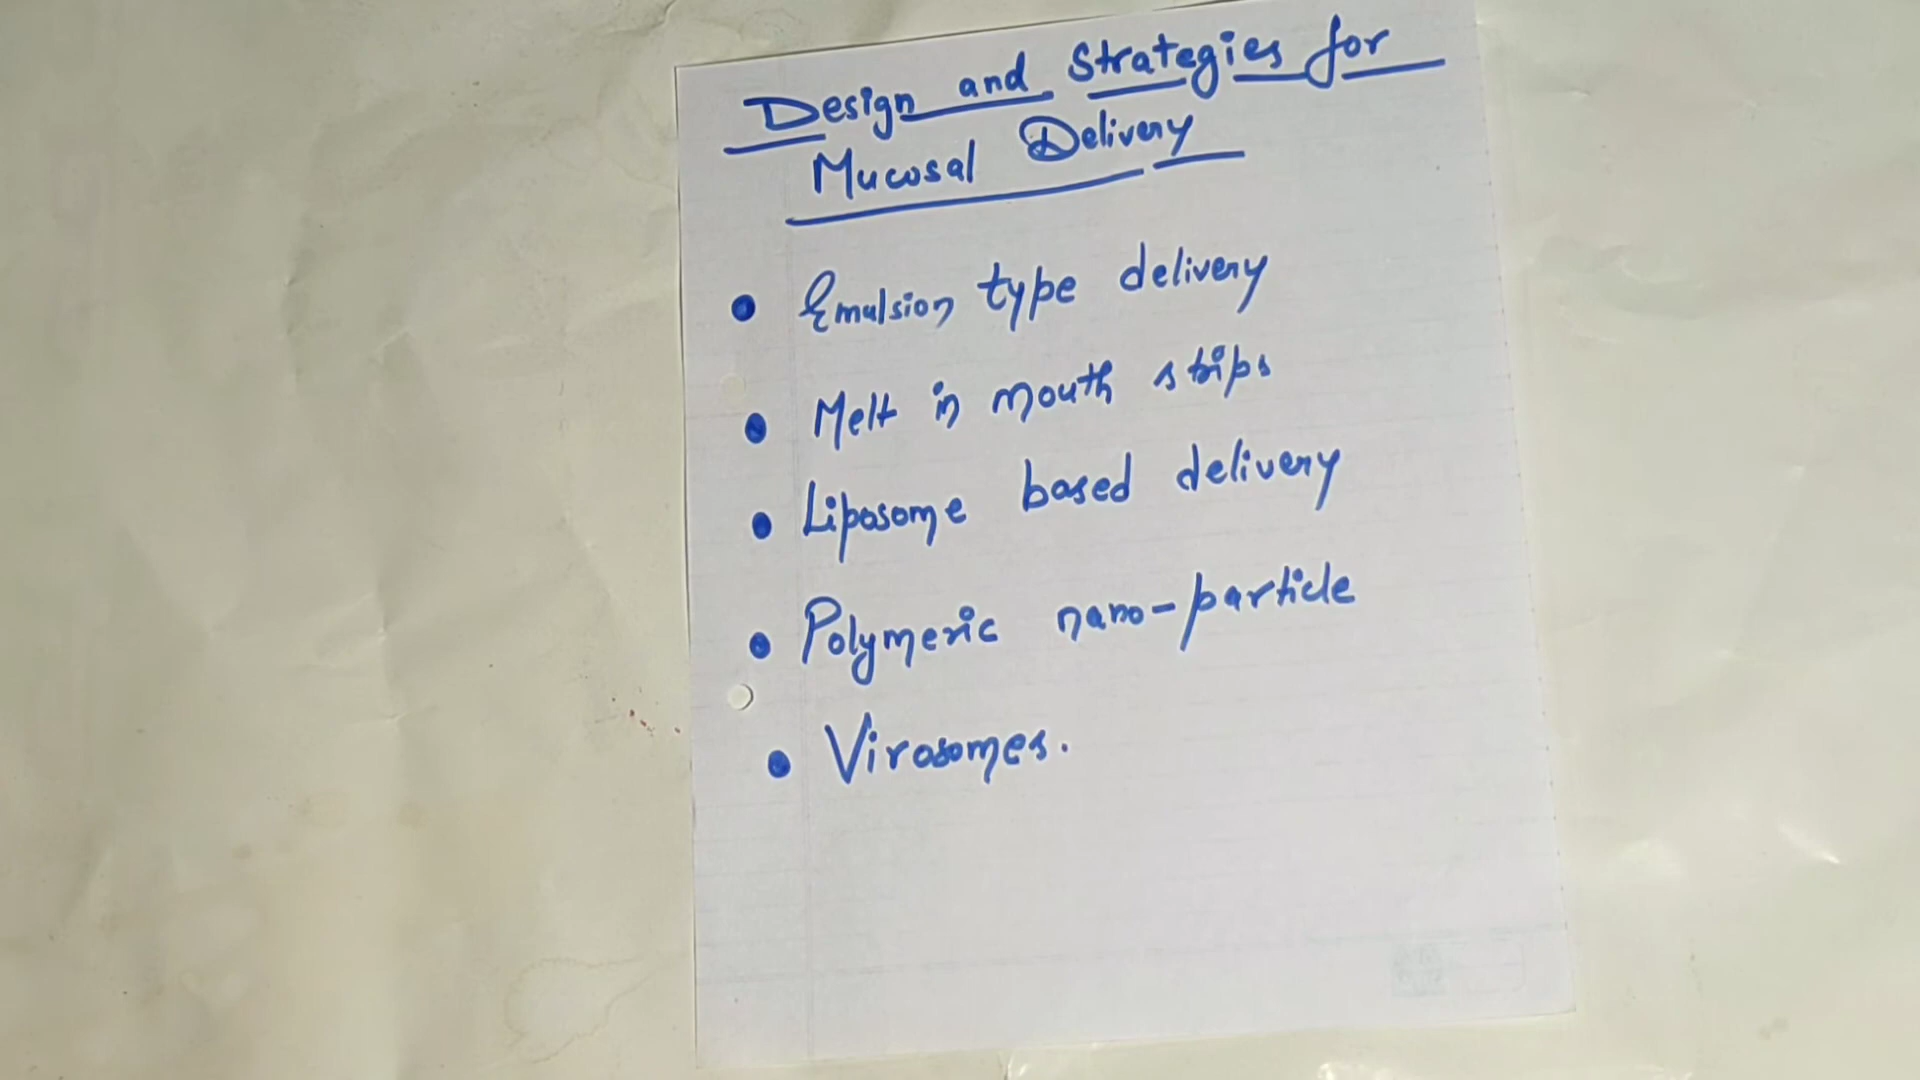 Design and Strategies for
Mucosal Delivery
• Emulsion type delivery
• Melt in mouth strips
• Liposome based delivery
• Polymeric nano-particle
• Virosomes.